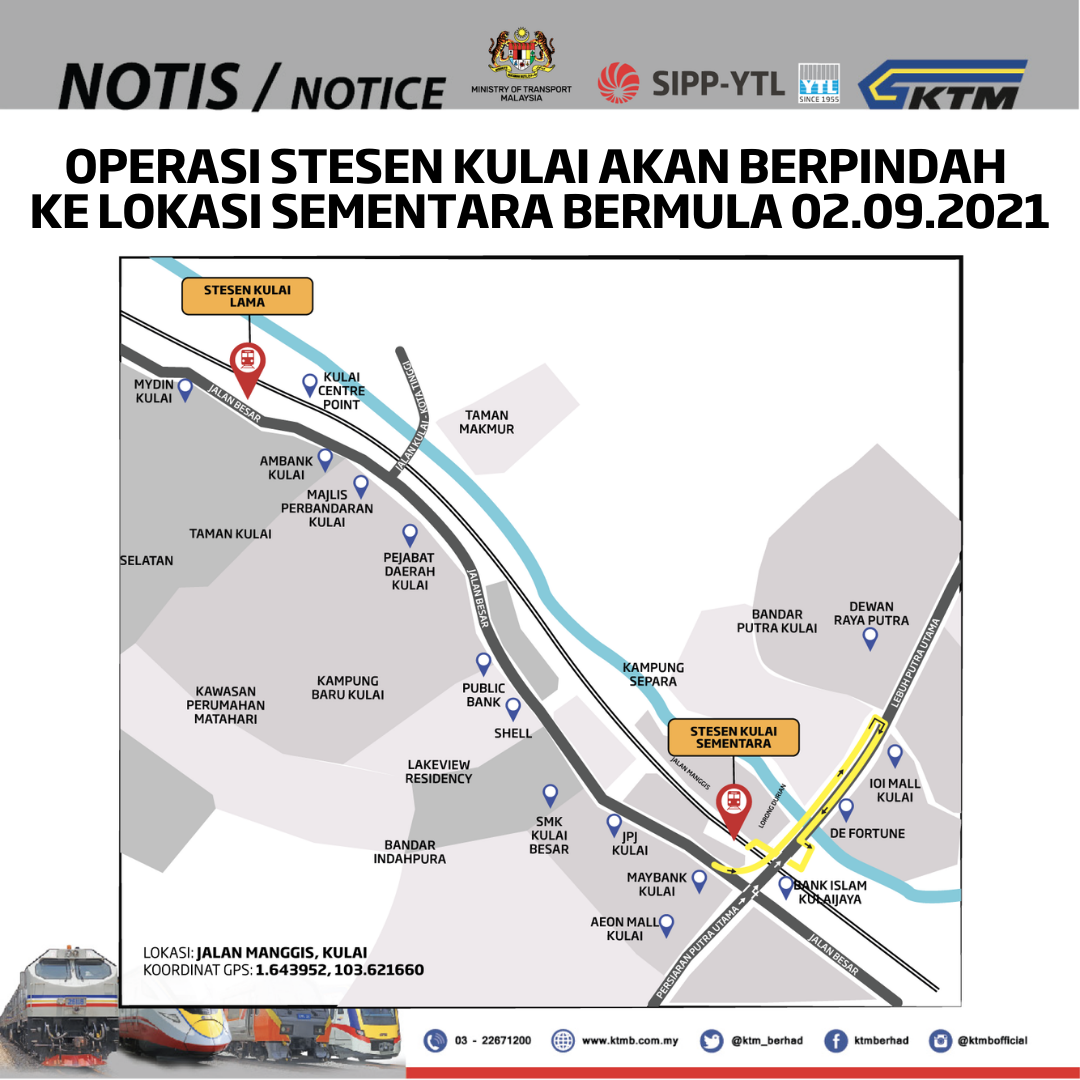 NOTIS / NOTICE
MINISTRY OF TRANSPORT
MALAYSIA
SIPP-YTL
YTL
SINCE 1955
KTM
OPERASI STESEN KULAI AKAN BERPINDAH
KE LOKASI SEMENTARA BERMULA 02.09.2021
STESEN KULAI
LAMA
MYDIN
KULAI
JALAN BESAR
KULAI
CENTRE
POINT
JALAN KULAI - KOTA TINGGI
TAMAN
MAKMUR
AMBANK
KULAI
MAJLIS
PERBANDARAN
KULAI
TAMAN KULAI
SELATAN
PEJABAT
DAERAH
KULAI
JALAN BESAR
BANDAR
PUTRA KULAI
DEWAN
RAYA PUTRA
LEBUH PUTRA UTAMA
KAMPUNG
SEPARA
KAWASAN
PERUMAHAN
MATAHARI
KAMPUNG
BARU KULAI
PUBLIC
BANK
SHELL
STESEN KULAI
SEMENTARA
JALAN MANGGIS
LORONG DURIAN
LAKEVIEW
RESIDENCY
IOI MALL
KULAI
DE FORTUNE
SMK
KULAI
BESAR
JPJ
KULAI
BANDAR
INDAHPURA
MAYBANK
KULAI
BANK ISLAM
KULAIJAYA
AEON MALL
KULAI
PERSIARAN PUTRA UTAMA
JALAN BESAR
LOKASI: JALAN MANGGIS, KULAI
KOORDINAT GPS: 1.643952, 103.621660
03 - 22671200
www.ktmb.com.my
@ktm_berhad
ktmberhad
@ktmbofficial